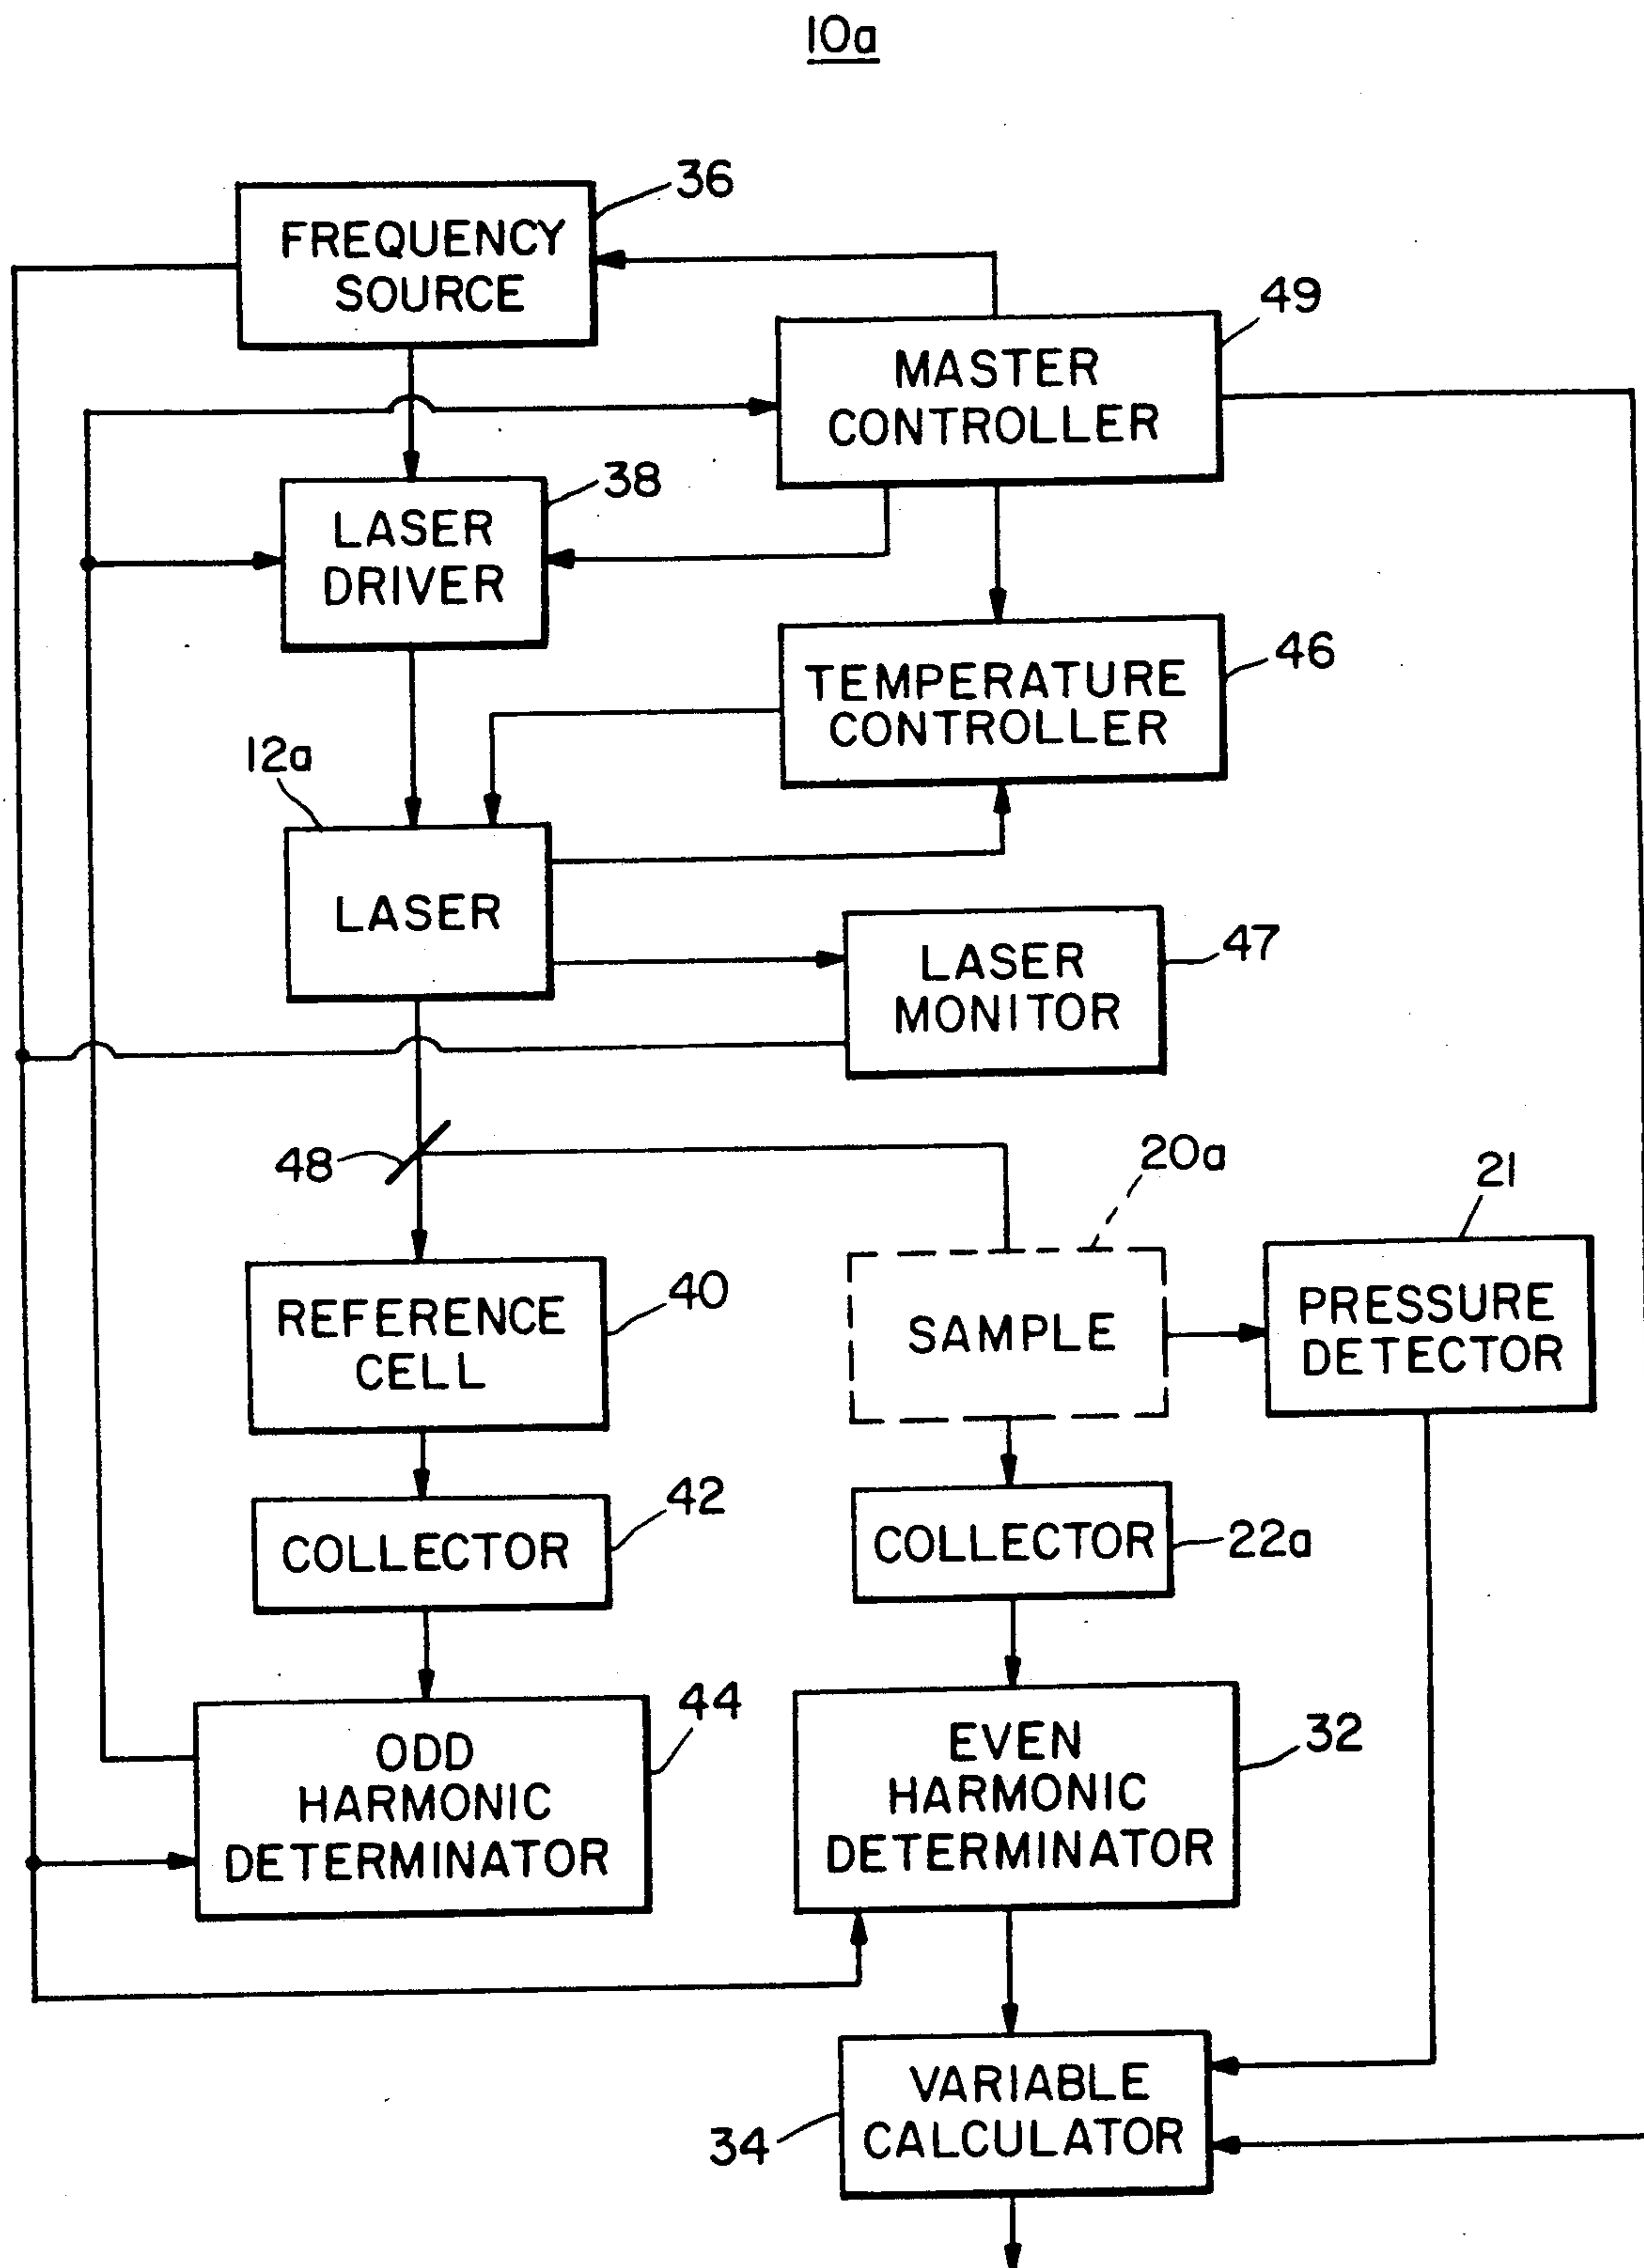 10a
36
FREQUENCY
SOURCE
49
MASTER
CONTROLLER
38
LASER
DRIVER
46
TEMPERATURE
CONTROLLER
12a
LASER
47
LASER
MONITOR
48
20a
21
40
REFERENCE
CELL
SAMPLE
PRESSURE
DETECTOR
42
COLLECTOR
COLLECTOR
22a
44
ODD
HARMONIC
DETERMINATOR
32
EVEN
HARMONIC
DETERMINATOR
34
VARIABLE
CALCULATOR